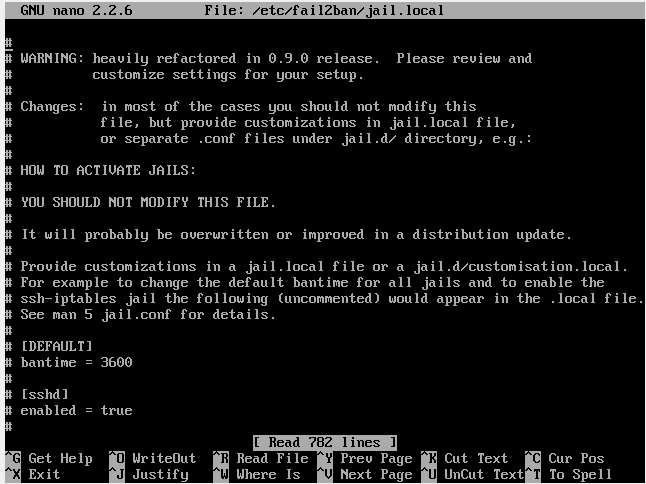 GNU nano 2.2.6 File: /etc/fail2ban/jail.local
#
# WARNING: heavily refactored in 0.9.0 release.  Please review and
#          customize settings for your setup.
#
# Changes:  in most of the cases you should not modify this
#           file, but provide customizations in jail.local file,
#           or separate .conf files under jail.d/ directory, e.g.:
#
# HOW TO ACTIVATE JAILS:
#
# YOU SHOULD NOT MODIFY THIS FILE.
#
# It will probably be overwritten or improved in a distribution update.
#
# Provide customizations in a jail.local file or a jail.d/customisation.local.
# For example to change the default bantime for all jails and to enable the
# ssh-iptables jail the following (uncommented) would appear in the .local file.
# See man 5 jail.conf for details.
#
# [DEFAULT]
# bantime = 3600
#
# [sshd]
# enabled = true
#
[ Read 782 lines ]
^G Get Help ^O WriteOut ^R Read File ^Y Prev Page ^K Cut Text ^C Cur Pos
^X Exit ^J Justify ^W Where Is ^V Next Page ^U UnCut Text ^T To Spell